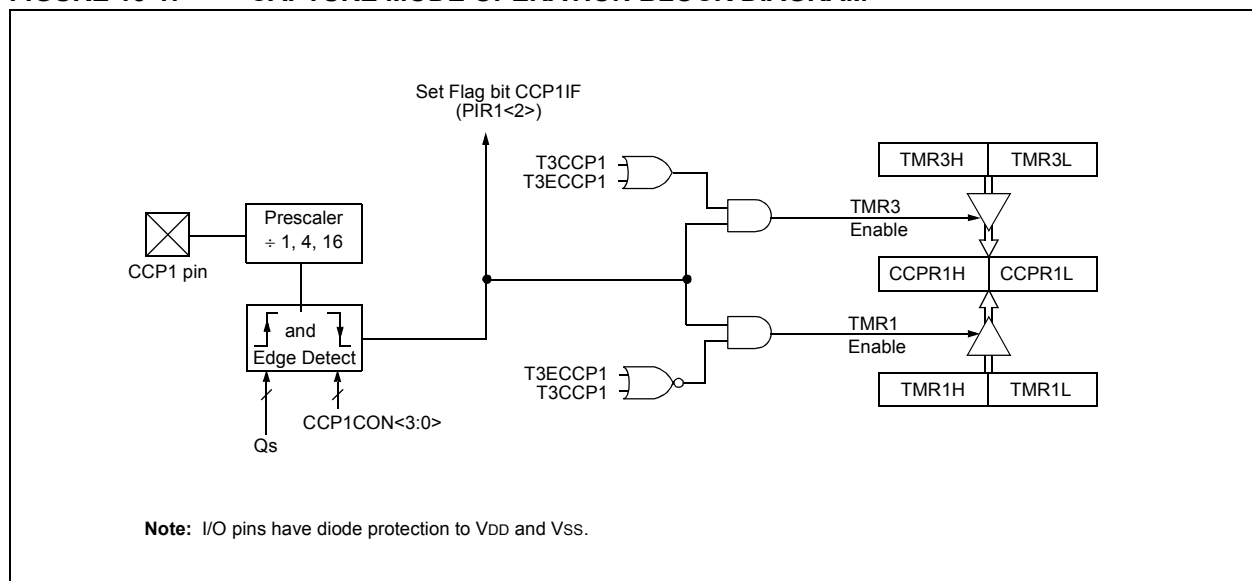 Set Flag bit CCP1IF
(PIR1<2>)
T3CCP1
T3ECCP1
TMR3H TMR3L
Prescaler
÷ 1, 4, 16
TMR3
Enable
CCP1 pin
CCPR1H CCPR1L
and
Edge Detect
TMR1
Enable
T3ECCP1
T3CCP1
TMR1H TMR1L
CCP1CON<3:0>
Qs
Note: I/O pins have diode protection to VDD and VSS.